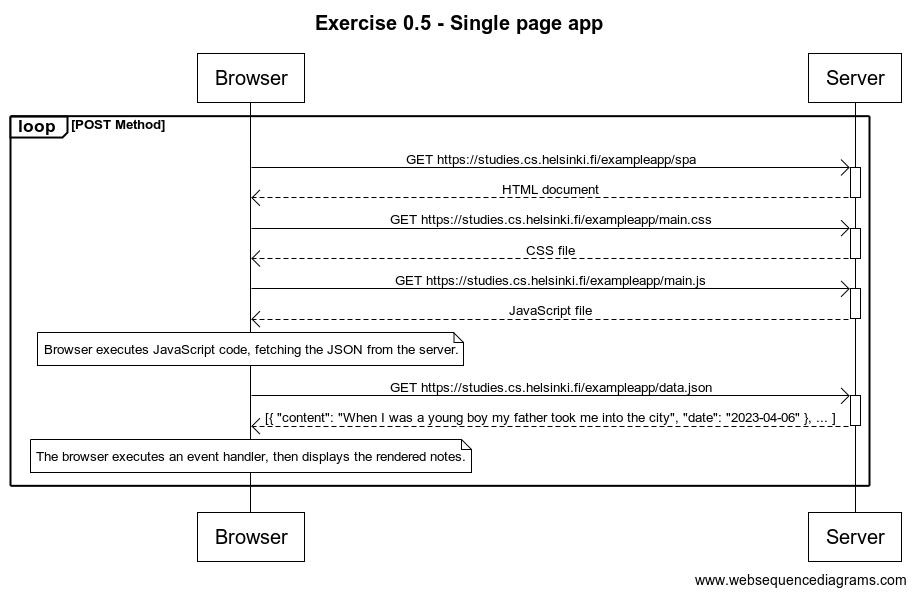 Exercise 0.5 - Single page app
Browser
Server
loop
[POST Method]
GET https://studies.cs.helsinki.fi/exampleapp/spa
HTML document
GET https://studies.cs.helsinki.fi/exampleapp/main.css
CSS file
GET https://studies.cs.helsinki.fi/exampleapp/main.js
JavaScript file
Browser executes JavaScript code, fetching the JSON from the server.
GET https://studies.cs.helsinki.fi/exampleapp/data.json
[{ "content": "When I was a young boy my father took me into the city", "date": "2023-04-06" }, ... ]
The browser executes an event handler, then displays the rendered notes.
Browser
Server
www.websequencediagrams.com